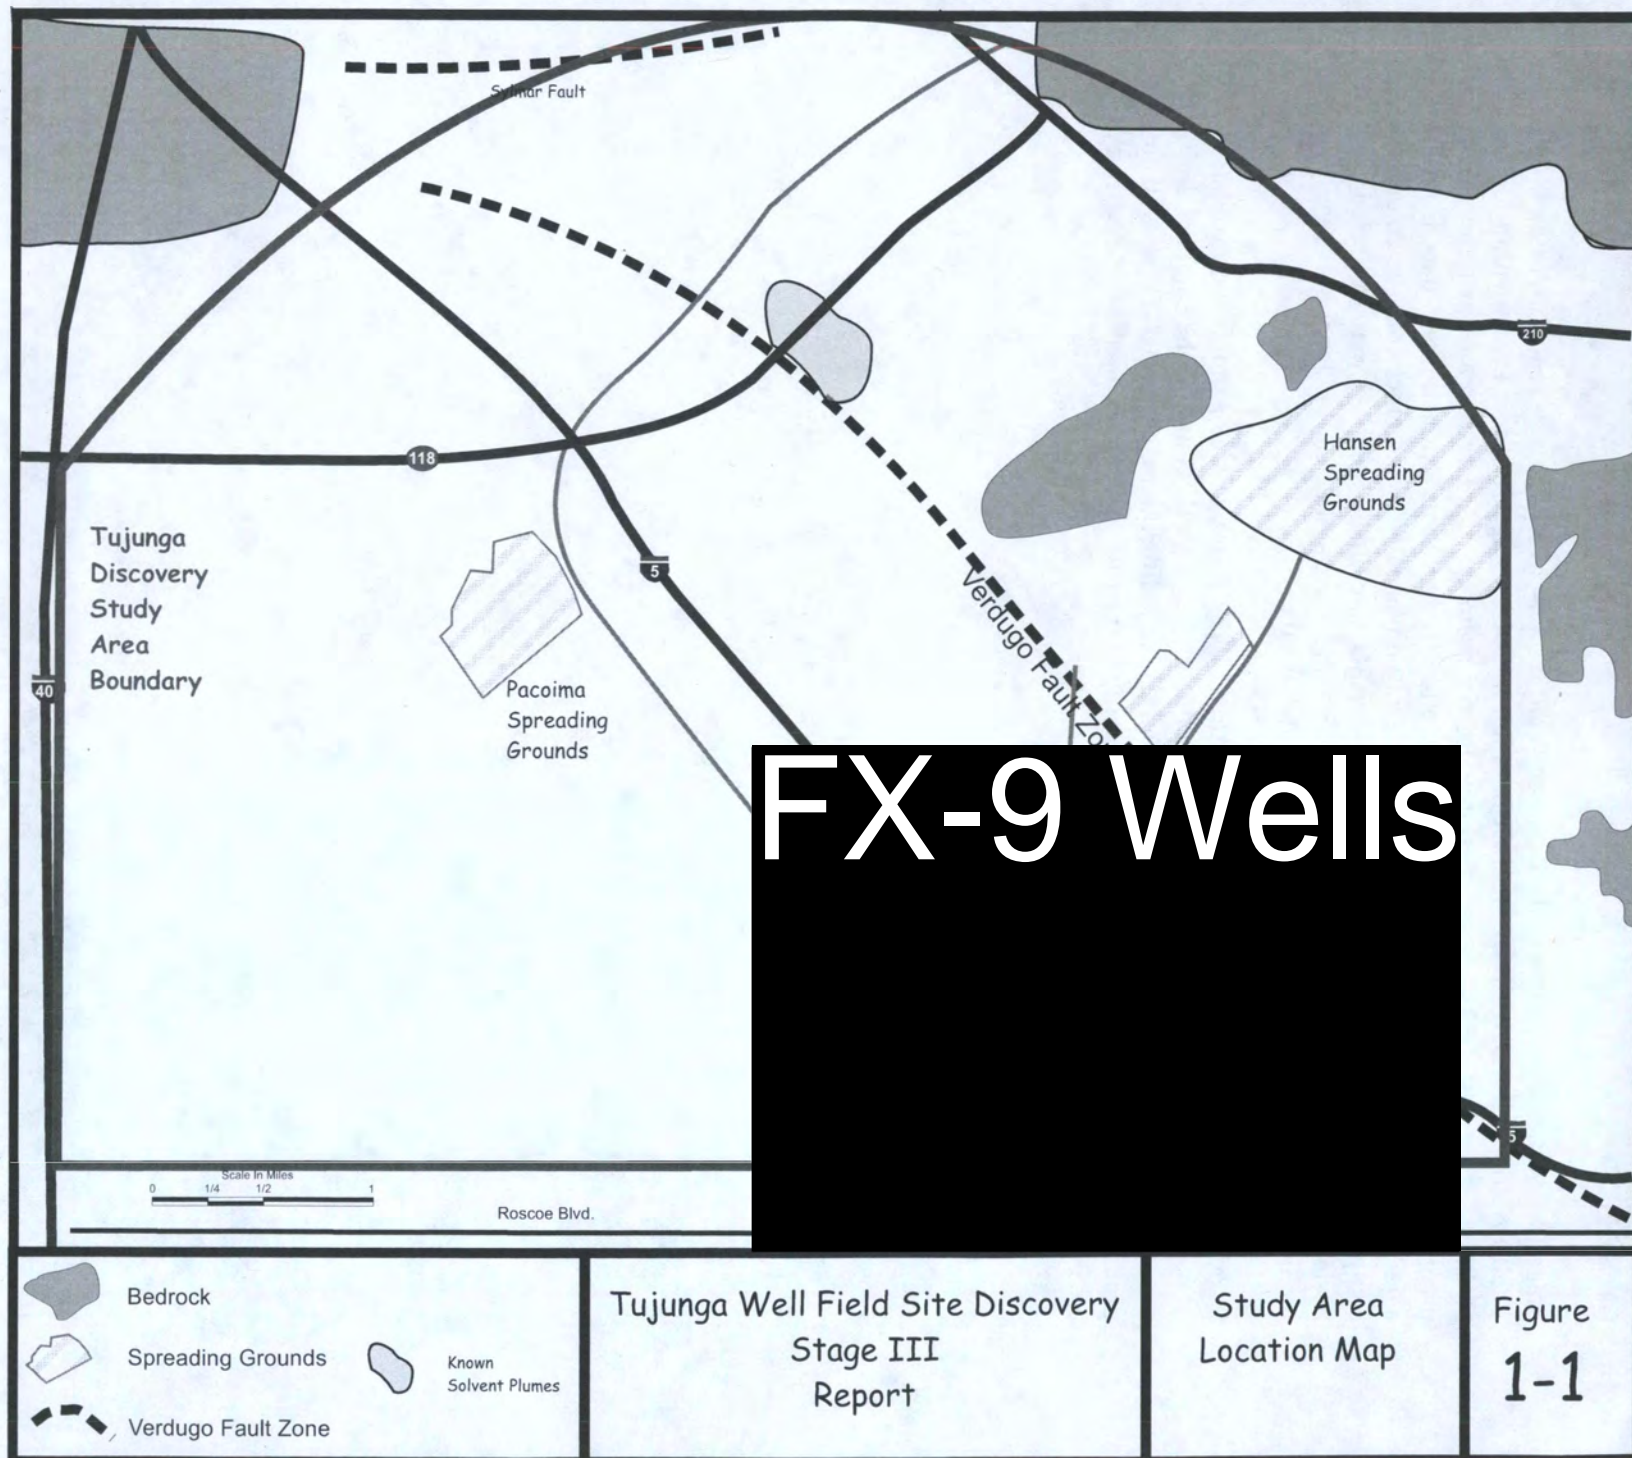 Sylmar Fault
210
Hansen
Spreading
Grounds
118
Tujunga
Discovery
Study
Area
Boundary
5
Verdugo Fault
40
Pacoima
Spreading
Grounds
FX-9 Wells
5
Scale In Miles
0 1/4 1/2 1
Roscoe Blvd.
Bedrock
Spreading Grounds
Known
Solvent Plumes
Verdugo Fault Zone
Tujunga Well Field Site Discovery
Stage III
Report
Study Area
Location Map
Figure
1-1